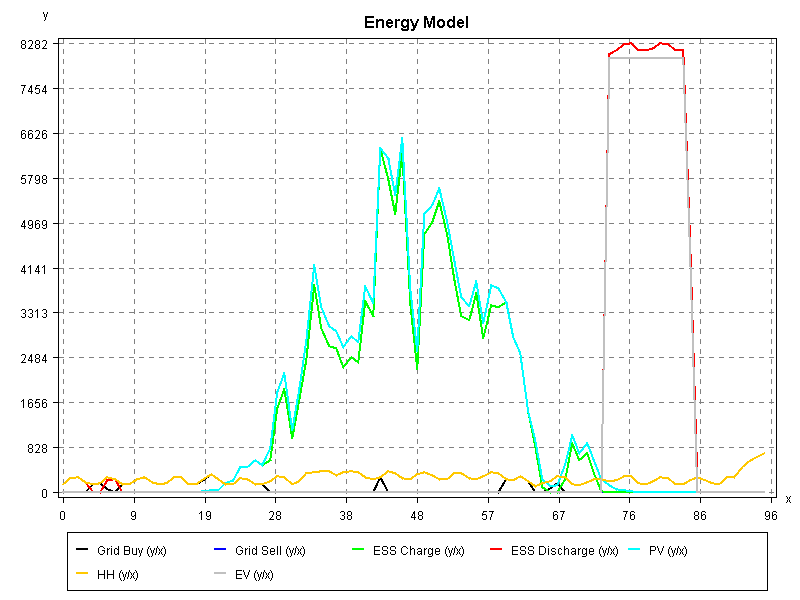 Energy Model
y
8282
7454
6626
5798
4969
4141
3313
2484
1656
828
0
0 9 19 29 38 48 57 67 76 86 96
x
Grid Buy (y/x) Grid Sell (y/x) ESS Charge (y/x) ESS Discharge (y/x) PV (y/x)
HH (y/x) EV (y/x)